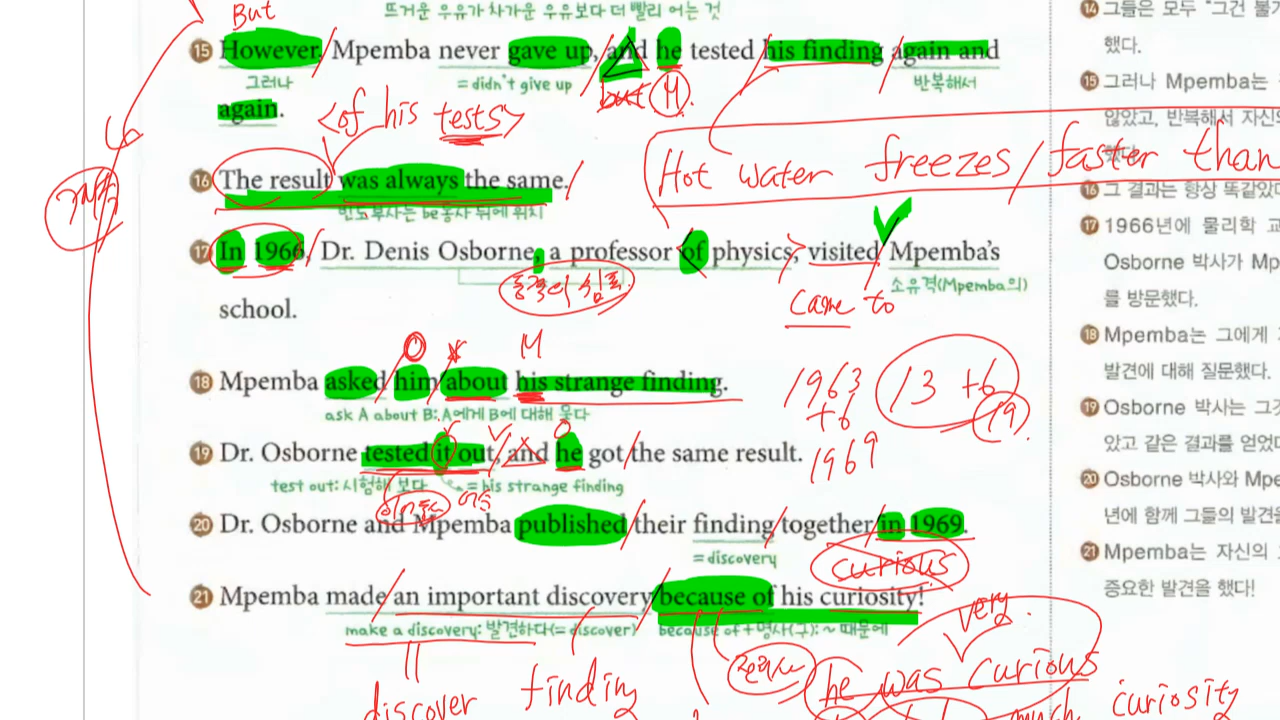 뜨거운 우유가 차가운 우유보다 더 빨리 어는 것
But
⑮ However, Mpemba never gave up, and he tested his finding again and
그러나 = didn't give up but M. 반복해서
again. <of his tests>
Hot water freezes / faster than
⑯ The result was always the same.
빈도부사는 be동사 뒤에 위치
⑰ In 1966, Dr. Denis Osborne, a professor of physics, visited Mpemba's
동격의 콤마 came to 소유격(Mpemba의)
school.
O M
⑱ Mpemba asked him about his strange finding.
ask A about B: A에게 B에 대해 묻다
1963 13 +6
+6 19
1969
⑲ Dr. Osborne tested it out, and he got the same result.
test out: 시험해 보다 = his strange finding
⑳ Dr. Osborne and Mpemba published their finding together in 1969.
= discovery curious
㉑ Mpemba made an important discovery because of his curiosity!
make a discovery: 발견하다(= discover) because of + 명사(구): ~ 때문에
very
he was curious
discover finding much curiosity
⑭ 그들은 모두 "그건 불가
했다.
⑮ 그러나 Mpemba는
않았고, 반복해서 자신의
했다.
⑯ 그 결과는 항상 똑같았다
⑰ 1966년에 물리학 교
Osborne 박사가 Mp
를 방문했다.
⑱ Mpemba는 그에게
발견에 대해 질문했다.
⑲ Osborne 박사는 그것
았고 같은 결과를 얻었다
⑳ Osborne 박사와 Mpe
년에 함께 그들의 발견을
㉑ Mpemba는 자신의
중요한 발견을 했다!